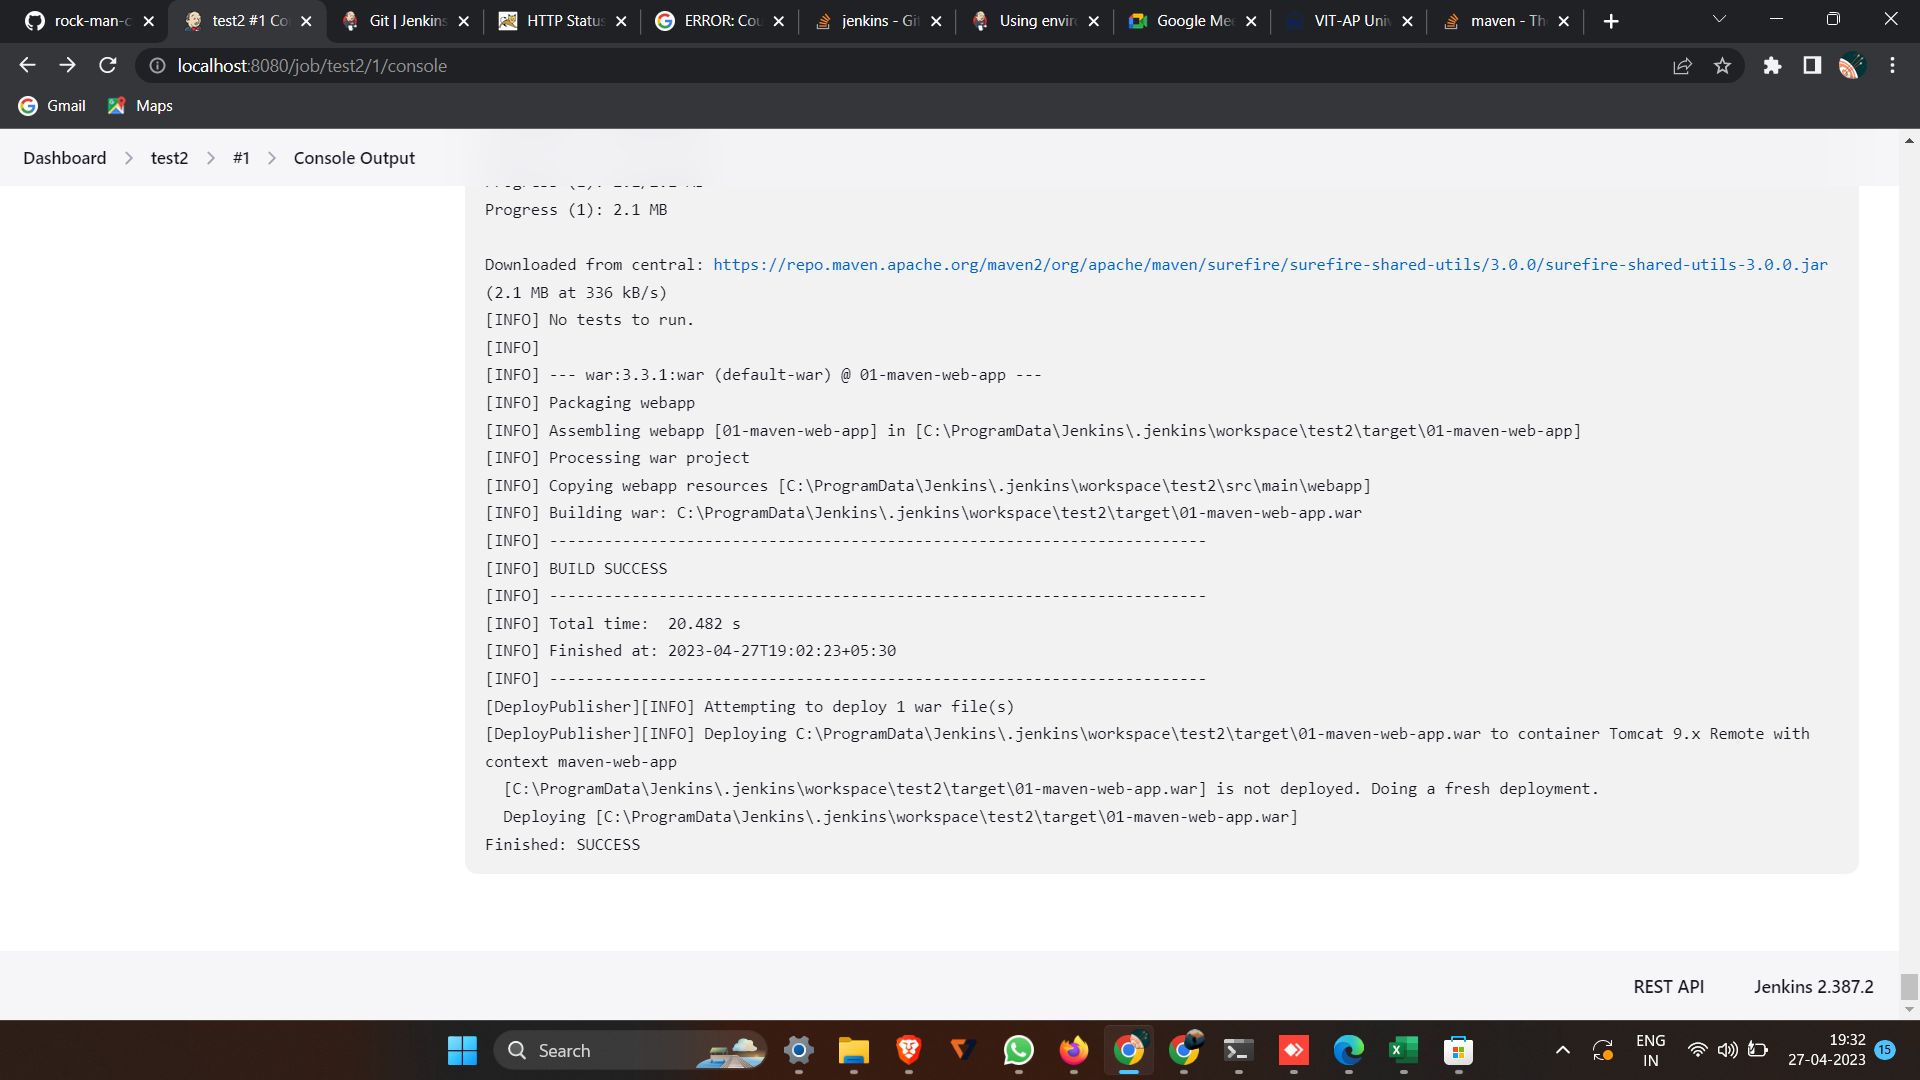 rock-man-c
test2 #1 Co
Git | Jenkins
HTTP Status
ERROR: Cou
jenkins - Git
Using envir
Google Me
VIT-AP Univ
maven - Th
localhost:8080/job/test2/1/console
Gmail
Maps
Dashboard
test2
#1
Console Output
Progress (1): 2.1 MB
Downloaded from central: https://repo.maven.apache.org/maven2/org/apache/maven/surefire/surefire-shared-utils/3.0.0/surefire-shared-utils-3.0.0.jar
(2.1 MB at 336 kB/s)
[INFO] No tests to run.
[INFO]
[INFO] --- war:3.3.1:war (default-war) @ 01-maven-web-app ---
[INFO] Packaging webapp
[INFO] Assembling webapp [01-maven-web-app] in [C:\ProgramData\Jenkins\.jenkins\workspace\test2\target\01-maven-web-app]
[INFO] Processing war project
[INFO] Copying webapp resources [C:\ProgramData\Jenkins\.jenkins\workspace\test2\src\main\webapp]
[INFO] Building war: C:\ProgramData\Jenkins\.jenkins\workspace\test2\target\01-maven-web-app.war
[INFO] ------------------------------------------------------------------------
[INFO] BUILD SUCCESS
[INFO] ------------------------------------------------------------------------
[INFO] Total time:  20.482 s
[INFO] Finished at: 2023-04-27T19:02:23+05:30
[INFO] ------------------------------------------------------------------------
[DeployPublisher][INFO] Attempting to deploy 1 war file(s)
[DeployPublisher][INFO] Deploying C:\ProgramData\Jenkins\.jenkins\workspace\test2\target\01-maven-web-app.war to container Tomcat 9.x Remote with
context maven-web-app
[C:\ProgramData\Jenkins\.jenkins\workspace\test2\target\01-maven-web-app.war] is not deployed. Doing a fresh deployment.
Deploying [C:\ProgramData\Jenkins\.jenkins\workspace\test2\target\01-maven-web-app.war]
Finished: SUCCESS
REST API
Jenkins 2.387.2
Search
ENG
IN
19:32
27-04-2023
15